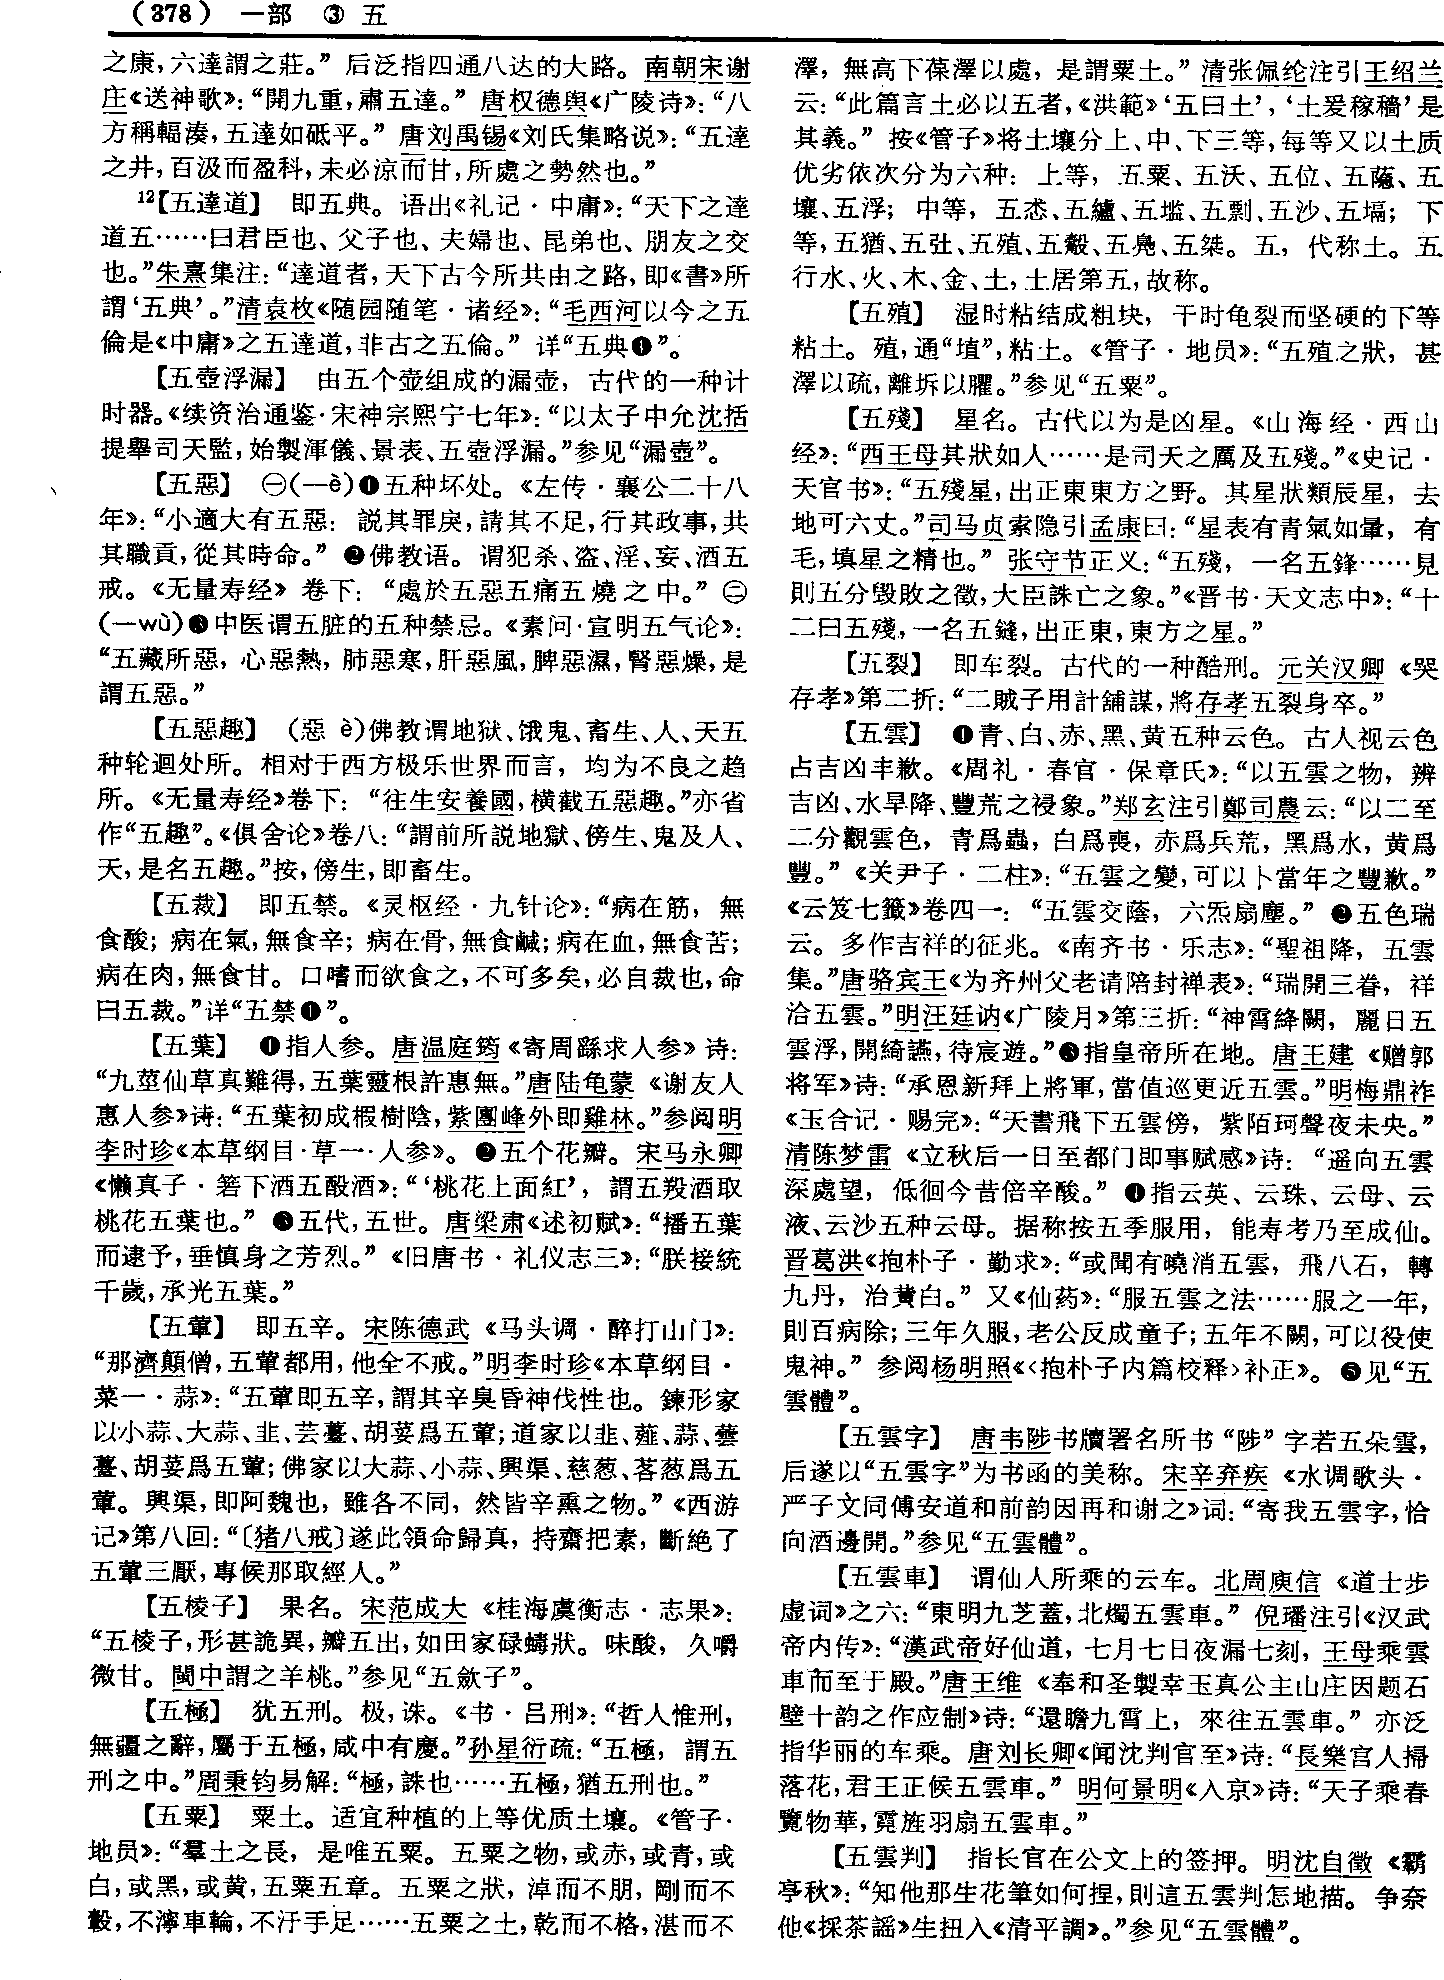 （378） 一部 ③ 五
之康，六達謂之莊。”后泛指四通八达的大路。南朝宋谢
庄《送神歌》：“開九重，肅五達。”唐权德舆《广陵诗》：“八
方稱輻湊，五達如砥平。”唐刘禹锡《刘氏集略说》：“五達
之井，百汲而盈科，未必涼而甘，所處之勢然也。”
12【五達道】 即五典。语出《礼记·中庸》：“天下之達
道五……曰君臣也、父子也、夫婦也、昆弟也、朋友之交
也。”朱熹集注：“達道者，天下古今所共由之路，即《書》所
謂‘五典’。”清袁枚《随园随笔·诸经》：“毛西河以今之五
倫是《中庸》之五達道，非古之五倫。”详“五典❶”。
【五壺浮漏】 由五个壶组成的漏壶，古代的一种计
时器。《续资治通鉴·宋神宗熙宁七年》：“以太子中允沈括
提舉司天監，始製渾儀、景表、五壺浮漏。”参见“漏壺”。
【五惡】 ㊀(一è)❶五种坏处。《左传·襄公二十八
年》：“小適大有五惡：説其罪戾，請其不足，行其政事，共
其職貢，從其時命。”❷佛教语。谓犯杀、盗、淫、妄、酒五
戒。《无量寿经》卷下：“處於五惡五痛五燒之中。”㊁
(一wù)❸中医谓五脏的五种禁忌。《素问·宣明五气论》：
“五藏所惡，心惡熱，肺惡寒，肝惡風，脾惡濕，腎惡燥，是
謂五惡。”
【五惡趣】 (惡 è)佛教谓地狱、饿鬼、畜生、人、天五
种轮迴处所。相对于西方极乐世界而言，均为不良之趋
所。《无量寿经》卷下：“往生安養國，横截五惡趣。”亦省
作“五趣”。《俱舍论》卷八：“謂前所説地獄、傍生、鬼及人、
天，是名五趣。”按，傍生，即畜生。
【五裁】 即五禁。《灵枢经·九针论》：“病在筋，無
食酸；病在氣，無食辛；病在骨，無食鹹；病在血，無食苦；
病在肉，無食甘。口嗜而欲食之，不可多矣，必自裁也，命
曰五裁。”详“五禁❶”。
【五葉】 ❶指人参。唐温庭筠《寄周繇求人参》诗：
“九莖仙草真難得，五葉靈根許惠無。”唐陆龟蒙《谢友人
惠人参》诗：“五葉初成椵樹陰，紫團峰外即雞林。”参阅明
李时珍《本草纲目·草一·人参》。❷五个花瓣。宋马永卿
《懒真子·箬下酒五酘酒》：“‘桃花上面紅’，謂五羖酒取
桃花五葉也。”❸五代，五世。唐梁肃《述初赋》：“播五葉
而逮予，垂慎身之芳烈。”《旧唐书·礼仪志三》：“朕接統
千歲，承光五葉。”
【五葷】 即五辛。宋陈德武《马头调·醉打山门》：
“那濟顛僧，五葷都用，他全不戒。”明李时珍《本草纲目·
菜一·蒜》：“五葷即五辛，謂其辛臭昏神伐性也。鍊形家
以小蒜、大蒜、韭、芸薹、胡荽爲五葷；道家以韭、薤、蒜、蕓
薹、胡荽爲五葷；佛家以大蒜、小蒜、興渠、慈葱、茖葱爲五
葷。興渠，即阿魏也，雖各不同，然皆辛熏之物。”《西游
记》第八回：“〔猪八戒〕遂此領命歸真，持齋把素，斷絶了
五葷三厭，專候那取經人。”
【五棱子】 果名。宋范成大《桂海虞衡志·志果》：
“五棱子，形甚詭異，瓣五出，如田家碌蟥狀。味酸，久嚼
微甘。閩中謂之羊桃。”参见“五歛子”。
【五極】 犹五刑。极，诛。《书·吕刑》：“哲人惟刑，
無疆之辭，屬于五極，咸中有慶。”孙星衍疏：“五極，謂五
刑之中。”周秉钧易解：“極，誅也……五極，猶五刑也。”
【五粟】 粟土。适宜种植的上等优质土壤。《管子·
地员》：“羣土之長，是唯五粟。五粟之物，或赤，或青，或
白，或黑，或黄，五粟五章。五粟之狀，淖而不肕，剛而不
觳，不濘車輪，不汙手足……五粟之土，乾而不格，湛而不
澤，無高下葆澤以處，是謂粟土。”清张佩纶注引王绍兰
云：“此篇言土必以五者，《洪範》‘五曰土’，‘土爰稼穡’是
其義。”按《管子》将土壤分上、中、下三等，每等又以土质
优劣依次分为六种：上等，五粟、五沃、五位、五蘟、五
壤、五浮；中等，五怸、五纑、五壏、五剽、五沙、五塥；下
等，五猶、五弞、五殖、五觳、五鳧、五桀。五，代称土。五
行水、火、木、金、土，土居第五，故称。
【五殖】 湿时粘结成粗块，干时龟裂而坚硬的下等
粘土。殖，通“埴”，粘土。《管子·地员》：“五殖之狀，甚
澤以疏，離坼以臞。”参见“五粟”。
【五殘】 星名。古代以为是凶星。《山海经·西山
经》：“西王母其狀如人……是司天之厲及五殘。”《史记·
天官书》：“五殘星，出正東東方之野。其星狀類辰星，去
地可六丈。”司马贞索隐引孟康曰：“星表有青氣如暈，有
毛，填星之精也。”张守节正义：“五殘，一名五鋒……見
則五分毁敗之徵，大臣誅亡之象。”《晋书·天文志中》：“十
二曰五殘，一名五鏠，出正東，東方之星。”
【五裂】 即车裂。古代的一种酷刑。元关汉卿《哭
存孝》第二折：“二賊子用計舖謀，將存孝五裂身卒。”
【五雲】 ❶青、白、赤、黑、黄五种云色。古人视云色
占吉凶丰歉。《周礼·春官·保章氏》：“以五雲之物，辨
吉凶、水旱降、豐荒之祲象。”郑玄注引鄭司農云：“以二至
二分觀雲色，青爲蟲，白爲喪，赤爲兵荒，黑爲水，黄爲
豐。”《关尹子·二柱》：“五雲之變，可以卜當年之豐歉。”
《云笈七籤》卷四一：“五雲交蔭，六炁扇塵。”❷五色瑞
云。多作吉祥的征兆。《南齐书·乐志》：“聖祖降，五雲
集。”唐骆宾王《为齐州父老请陪封禅表》：“瑞開三眷，祥
洽五雲。”明汪廷讷《广陵月》第三折：“神霄絳闕，麗日五
雲浮，開綺讌，待宸遊。”❸指皇帝所在地。唐王建《赠郭
将军》诗：“承恩新拜上將軍，當值巡更近五雲。”明梅鼎祚
《玉合记·赐完》：“天書飛下五雲傍，紫陌珂聲夜未央。”
清陈梦雷《立秋后一日至都门即事赋感》诗：“遥向五雲
深處望，低徊今昔倍辛酸。”❹指云英、云珠、云母、云
液、云沙五种云母。据称按五季服用，能寿考乃至成仙。
晋葛洪《抱朴子·勤求》：“或聞有曉消五雲，飛八石，轉
九丹，治黄白。”又《仙药》：“服五雲之法……服之一年，
則百病除；三年久服，老公反成童子；五年不闕，可以役使
鬼神。”参阅杨明照《〈抱朴子内篇校释〉补正》。❺见“五
雲體”。
【五雲字】 唐韦陟书牘署名所书“陟”字若五朵雲，
后遂以“五雲字”为书函的美称。宋辛弃疾《水调歌头·
严子文同傅安道和前韵因再和谢之》词：“寄我五雲字，恰
向酒邊開。”参见“五雲體”。
【五雲車】 谓仙人所乘的云车。北周庾信《道士步
虚词》之六：“東明九芝蓋，北燭五雲車。”倪璠注引《汉武
帝内传》：“漢武帝好仙道，七月七日夜漏七刻，王母乘雲
車而至于殿。”唐王维《奉和圣製幸玉真公主山庄因题石
壁十韵之作应制》诗：“還瞻九霄上，來往五雲車。”亦泛
指华丽的车乘。唐刘长卿《闻沈判官至》诗：“長樂宫人掃
落花，君王正候五雲車。”明何景明《入京》诗：“天子乘春
覽物華，霓旌羽扇五雲車。”
【五雲判】 指长官在公文上的签押。明沈自徵《霸
亭秋》：“知他那生花筆如何捏，則這五雲判怎地描。争奈
他《採茶謡》生扭入《清平調》。”参见“五雲體”。